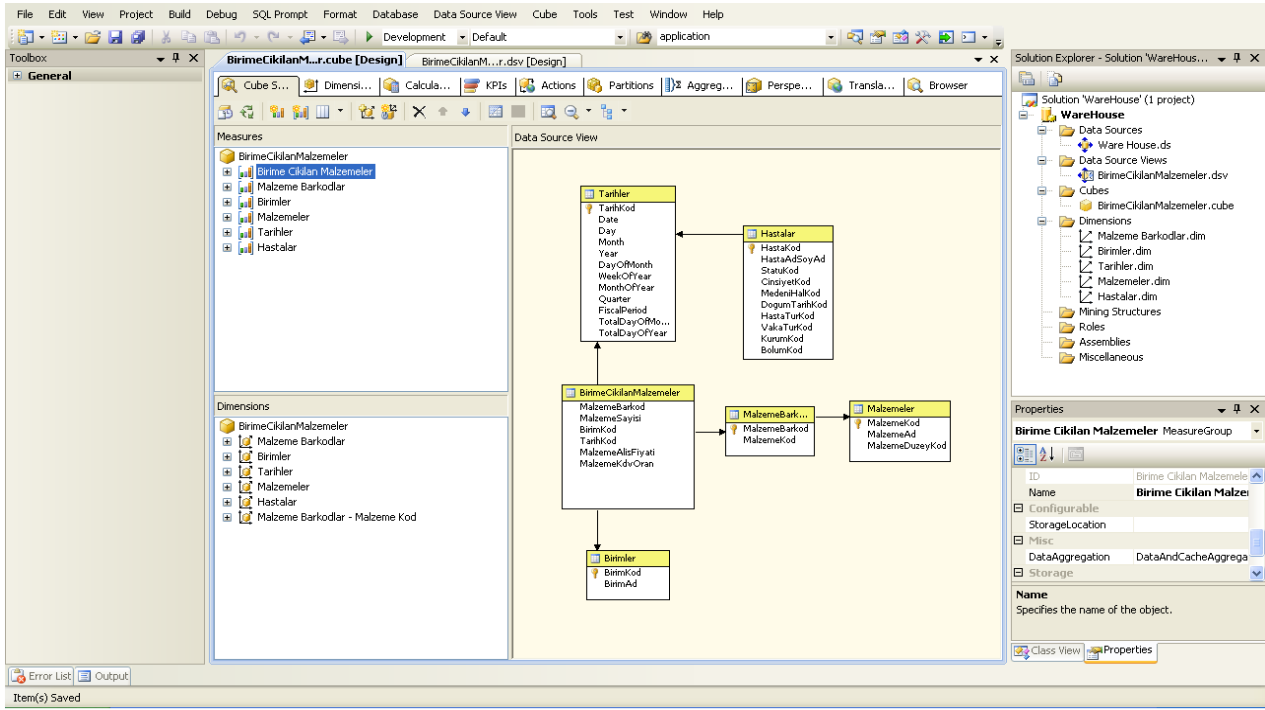 File Edit View Project Build Debug SQL Prompt Format Database Data Source View Cube Tools Test Window Help
Development Default application
Toolbox
General
BirimeCikilanM...r.cube [Design] BirimeCikilanM...r.dsv [Design]
Cube S... Dimensi... Calcula... KPIs Actions Partitions Aggreg... Perspe... Transla... Browser
Measures
BirimeCikilanMalzemeler
Birime Cikilan Malzemeler
Malzeme Barkodlar
Birimler
Malzemeler
Tarihler
Hastalar
Dimensions
BirimeCikilanMalzemeler
Malzeme Barkodlar
Birimler
Tarihler
Malzemeler
Hastalar
Malzeme Barkodlar - Malzeme Kod
Data Source View
Tarihler
TarihKod
Date
Day
Month
Year
DayOfMonth
WeekOfYear
MonthOfYear
Quarter
FiscalPeriod
TotalDayOfMo...
TotalDayOfYear
Hastalar
HastaKod
HastaAdSoyAd
StatuKod
CinsiyetKod
MedeniHalKod
DogumTarihKod
HastaTurKod
VakaTurKod
KurumKod
BolumKod
BirimeCikilanMalzemeler
MalzemeBarkod
MalzemeSayisi
BirimKod
TarihKod
MalzemeAlisFiyati
MalzemeKdvOran
MalzemeBark...
MalzemeBarkod
MalzemeKod
Malzemeler
MalzemeKod
MalzemeAd
MalzemeDuzeyKod
Birimler
BirimKod
BirimAd
Solution Explorer - Solution 'WareHous...
Solution 'WareHouse' (1 project)
WareHouse
Data Sources
Ware House.ds
Data Source Views
BirimeCikilanMalzemeler.dsv
Cubes
BirimeCikilanMalzemeler.cube
Dimensions
Malzeme Barkodlar.dim
Birimler.dim
Tarihler.dim
Malzemeler.dim
Hastalar.dim
Mining Structures
Roles
Assemblies
Miscellaneous
Properties
Birime Cikilan Malzemeler MeasureGroup
ID Birime Cikilan Malzemele
Name Birime Cikilan Malze
Configurable
StorageLocation
Misc
DataAggregation DataAndCacheAggrega
Storage
Name
Specifies the name of the object.
Class View Properties
Error List Output
Item(s) Saved